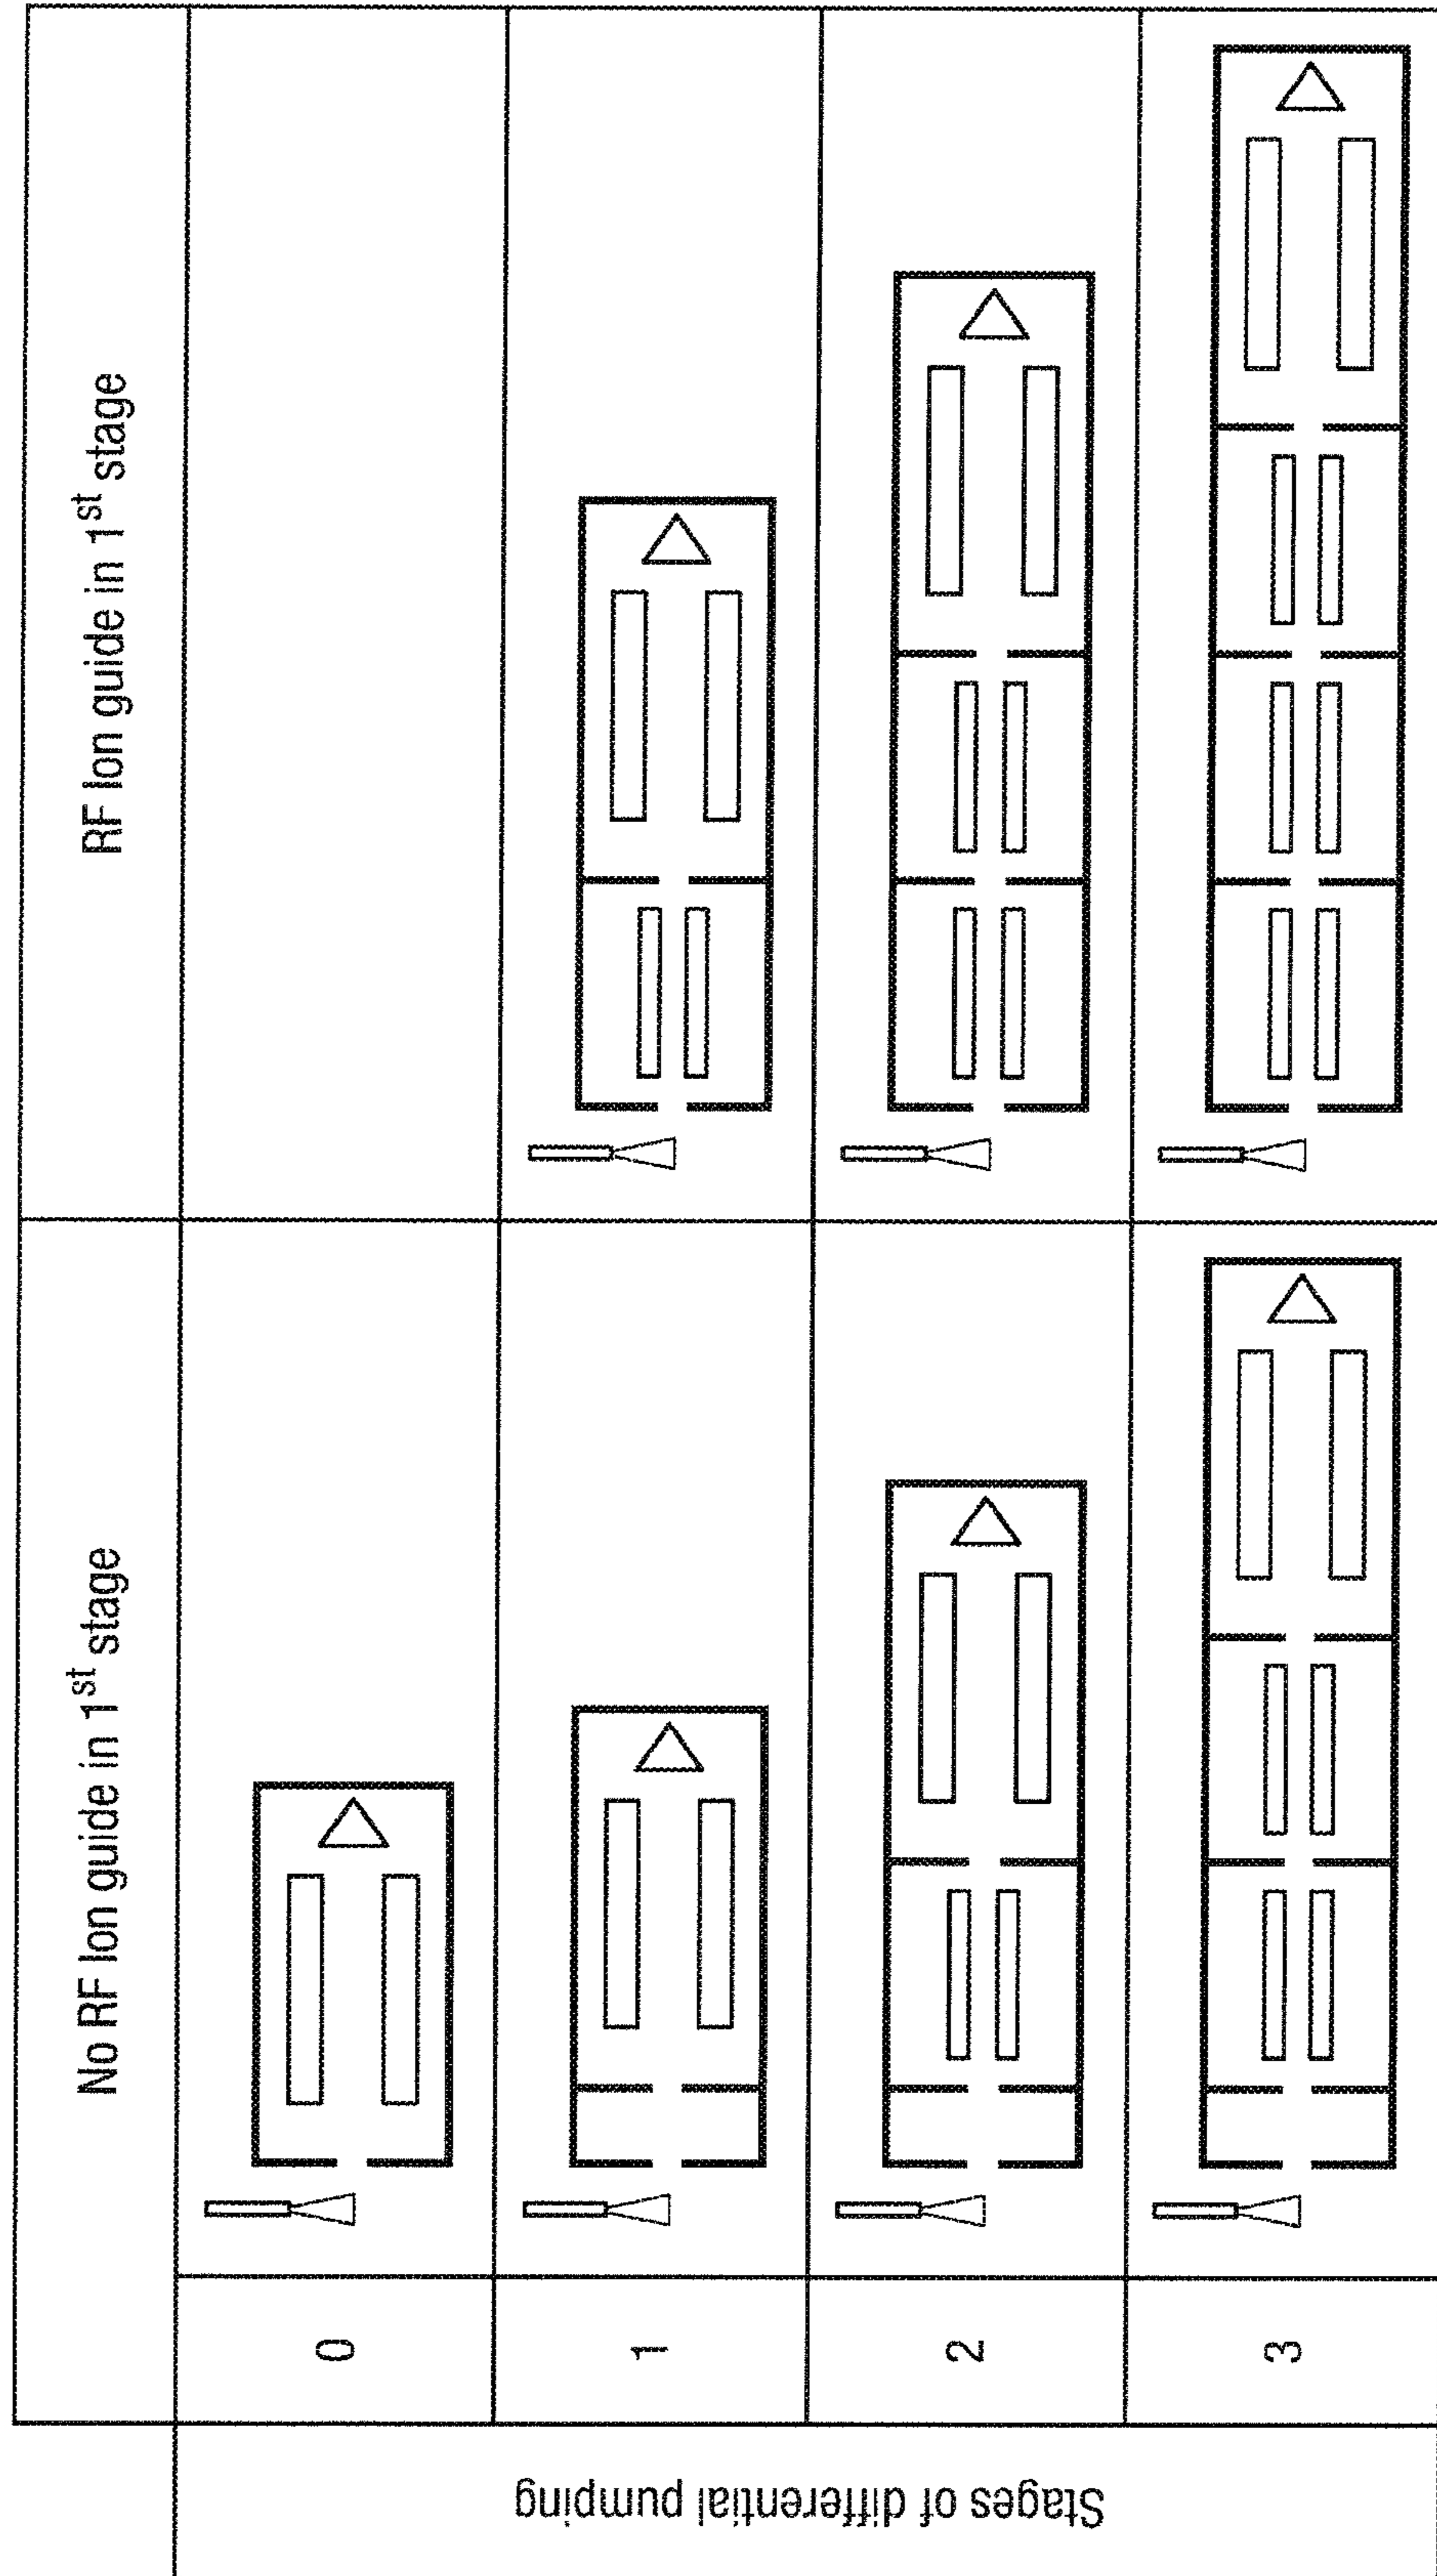 No RF Ion guide in 1st stage
RF Ion guide in 1st stage
Stages of differential pumping
0
1
2
3